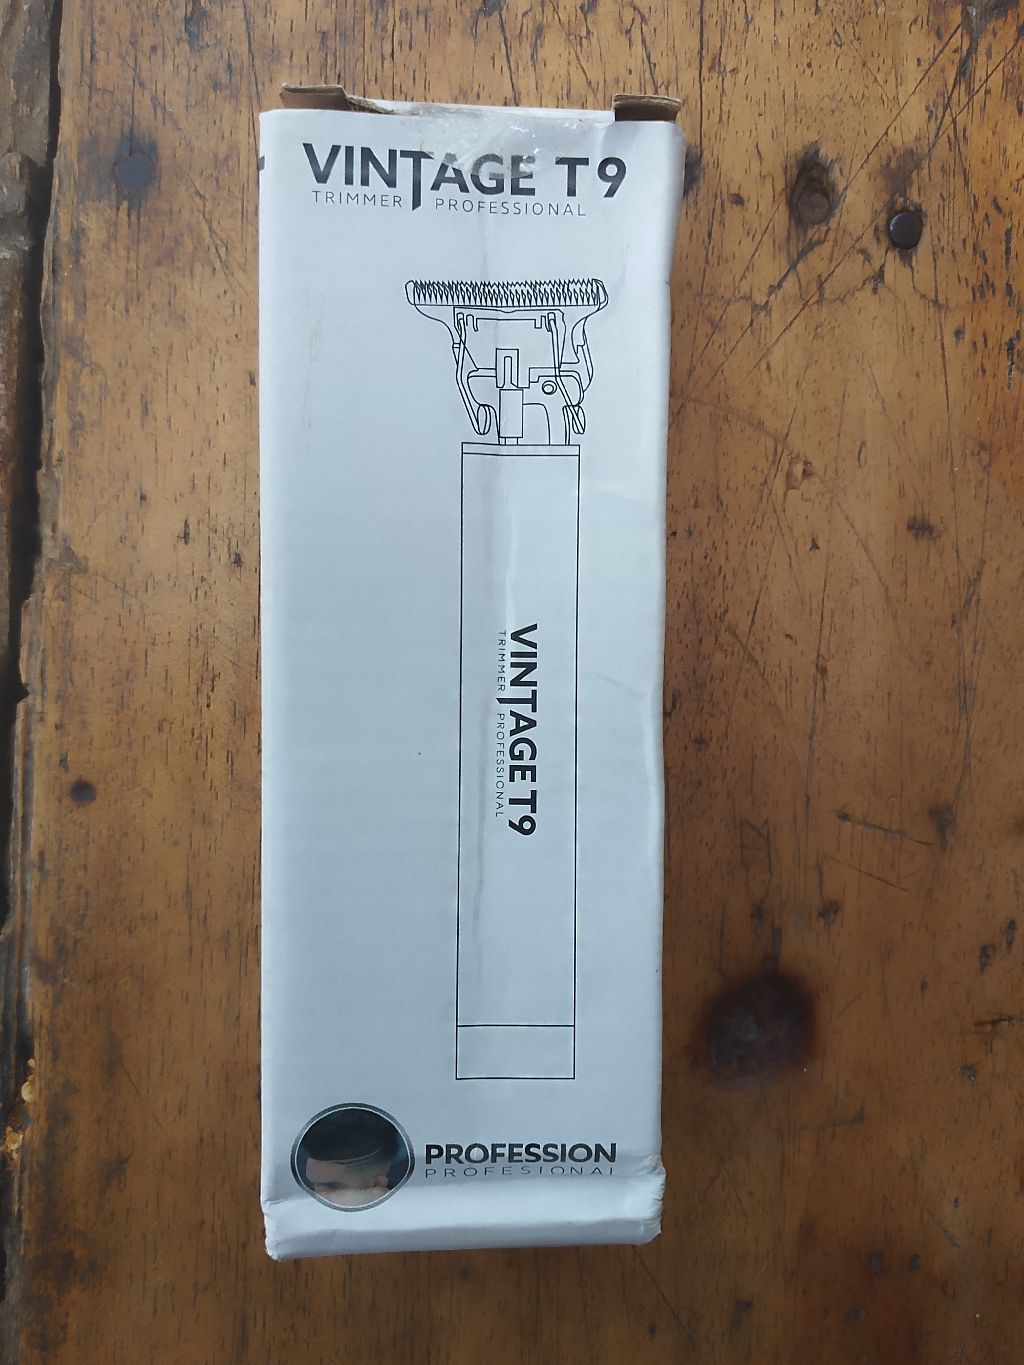 VINTAGE T9
TRIMMER PROFESSIONAL
VINTAGE T9
TRIMMER PROFESSIONAL
PROFESSION
PROFESIONAL